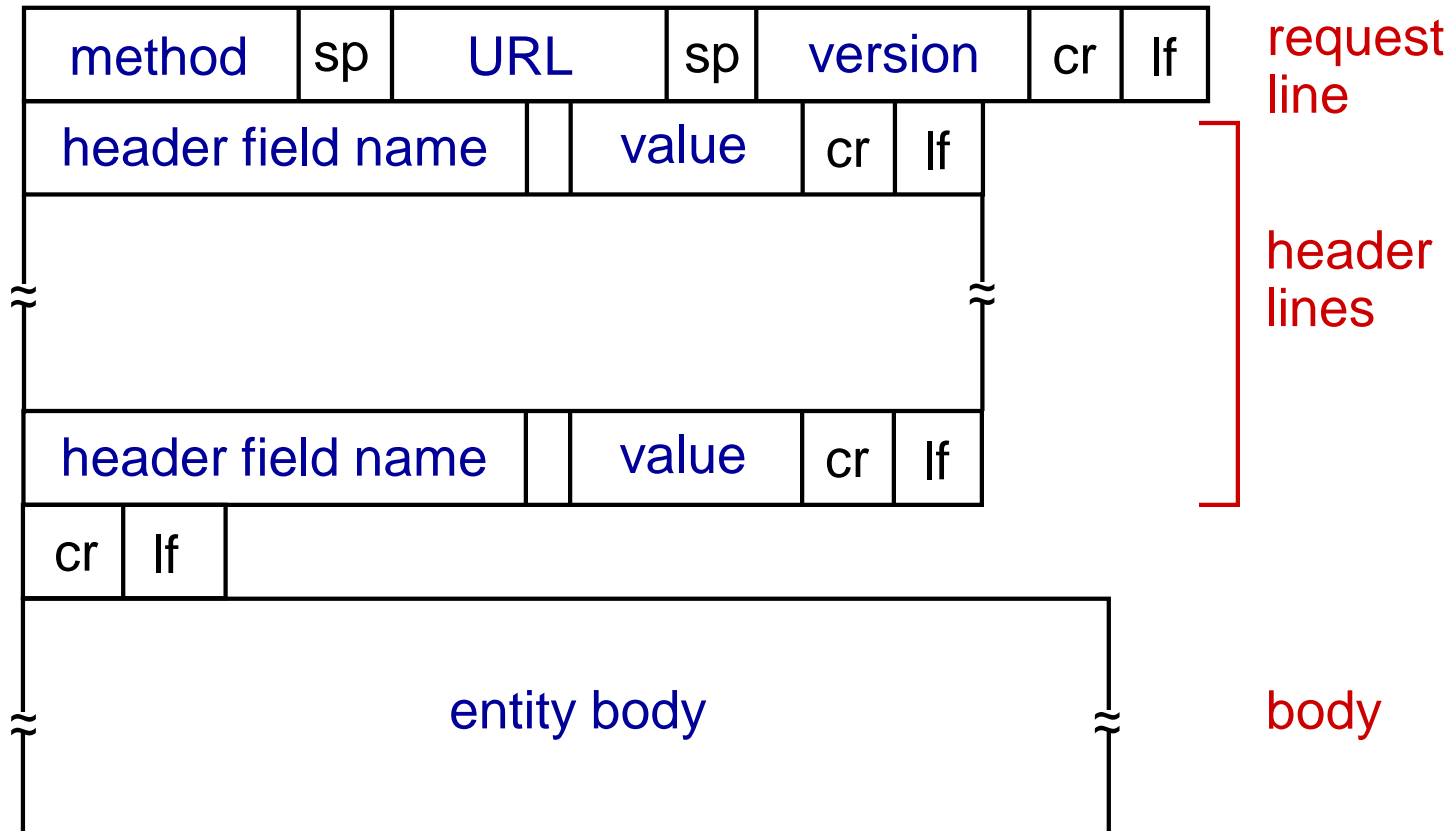 method sp URL sp version cr lf request
line
header field name value cr lf
header
lines
≈ ≈
header field name value cr lf
cr lf
≈ entity body ≈ body